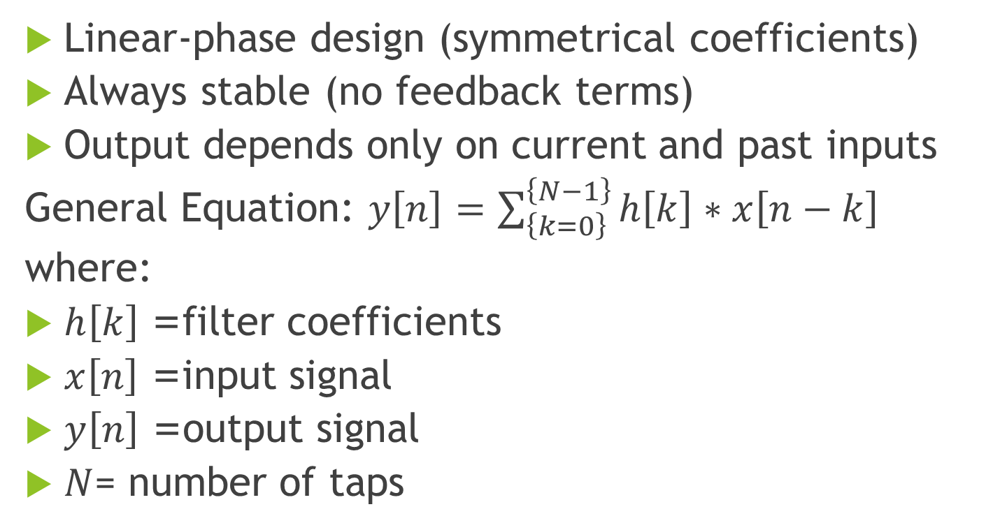 ▶ Linear-phase design (symmetrical coefficients)
▶ Always stable (no feedback terms)
▶ Output depends only on current and past inputs
General Equation: y[n] = ∑_{k=0}^{N−1} h[k] ∗ x[n − k]
where:
▶ h[k] =filter coefficients
▶ x[n] =input signal
▶ y[n] =output signal
▶ N= number of taps